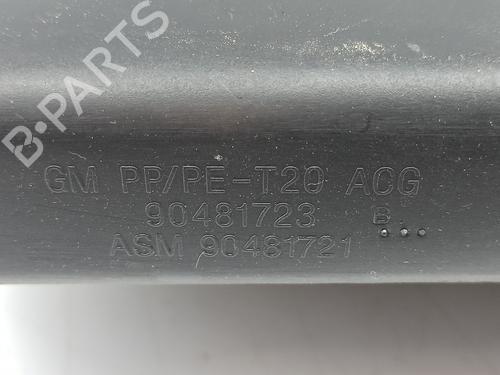 B-PARTS
GM PP/PE-T20 ACG
90481723 B
ASM 90481721